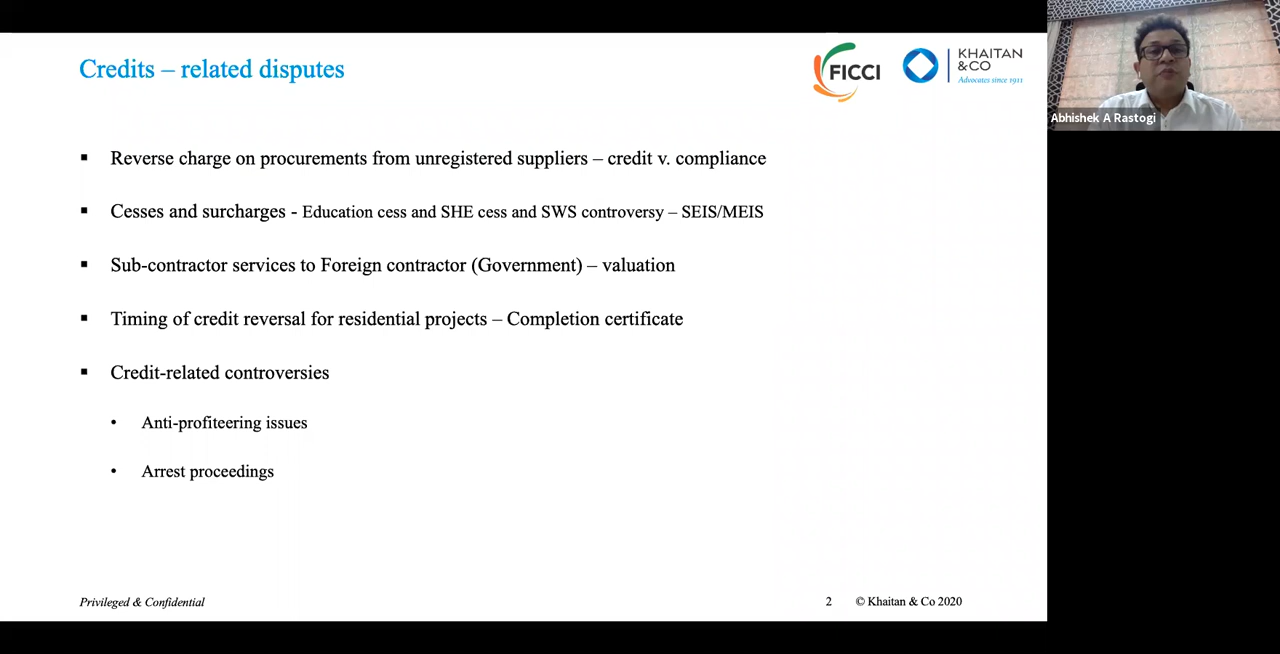 Credits – related disputes
FICCI
KHAITAN
&CO
Advocates since 1911
Abhishek A Rastogi
▪ Reverse charge on procurements from unregistered suppliers – credit v. compliance
▪ Cesses and surcharges - Education cess and SHE cess and SWS controversy – SEIS/MEIS
▪ Sub-contractor services to Foreign contractor (Government) – valuation
▪ Timing of credit reversal for residential projects – Completion certificate
▪ Credit-related controversies
• Anti-profiteering issues
• Arrest proceedings
Privileged & Confidential
2 © Khaitan & Co 2020